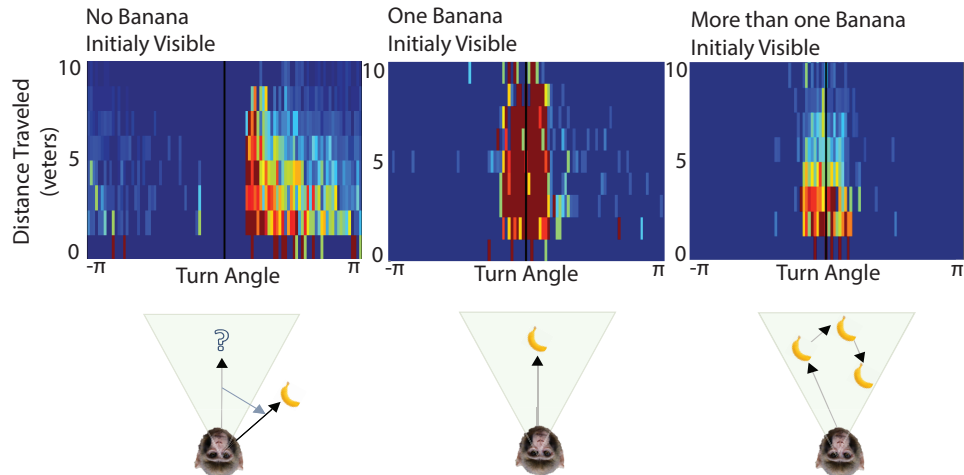 No Banana
Initialy Visible
One Banana
Initialy Visible
More than one Banana
Initialy Visible
Distance Traveled
(veters)
10
5
0
-π
Turn Angle
π
10
5
0
-π
Turn Angle
π
10
5
0
-π
Turn Angle
π
?